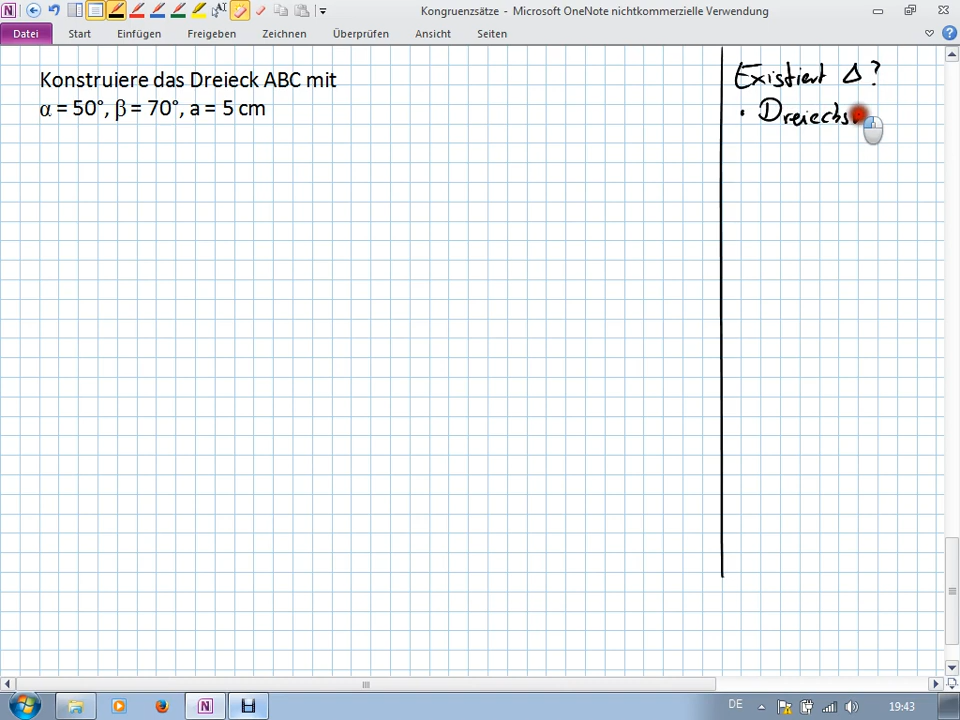 Kongruenzsätze - Microsoft OneNote nichtkommerzielle Verwendung
Datei Start Einfügen Freigeben Zeichnen Überprüfen Ansicht Seiten
Konstruiere das Dreieck ABC mit
α = 50°, β = 70°, a = 5 cm
Existiert Δ?
• Dreiecks
DE 19:43